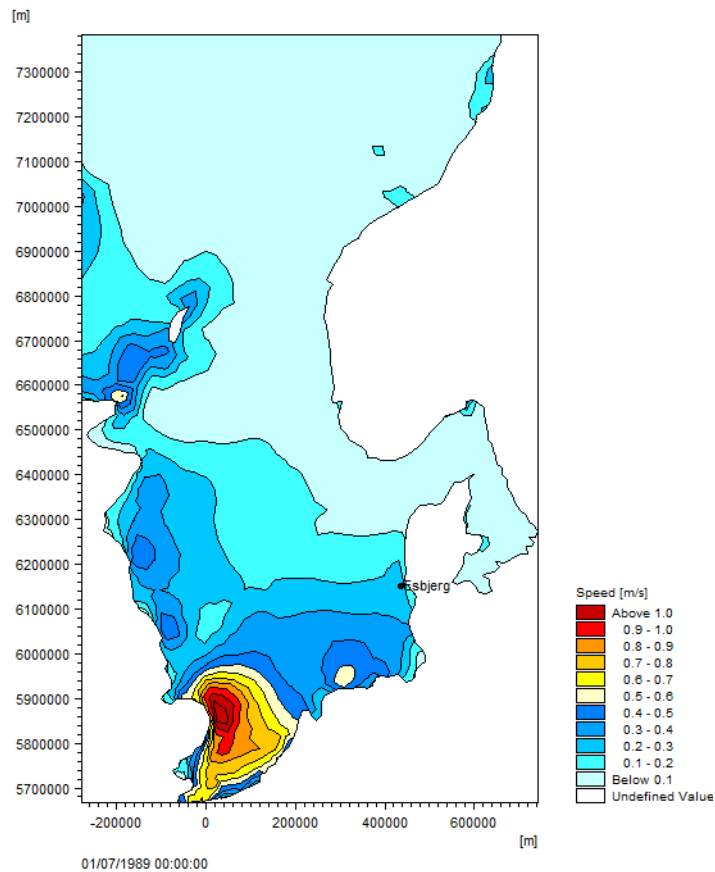 [m]
7300000
7200000
7100000
7000000
6900000
6800000
6700000
6600000
6500000
6400000
6300000
6200000
6100000
6000000
5900000
5800000
5700000
Esbjerg
-200000 0 200000 400000 600000
[m]
01/07/1989 00:00:00
Speed [m/s]
Above 1.0
0.9 - 1.0
0.8 - 0.9
0.7 - 0.8
0.6 - 0.7
0.5 - 0.6
0.4 - 0.5
0.3 - 0.4
0.2 - 0.3
0.1 - 0.2
Below 0.1
Undefined Value